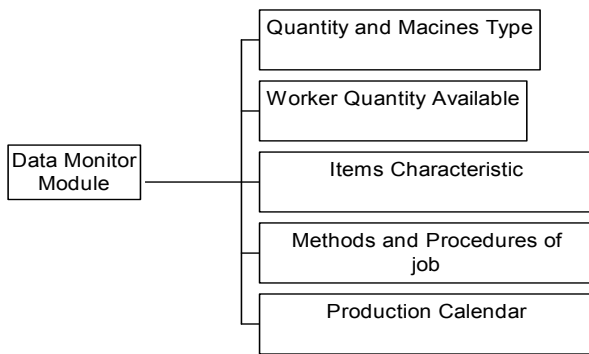 Quantity and Macines Type
Worker Quantity Available
Data Monitor
Module
Items Characteristic
Methods and Procedures of
job
Production Calendar